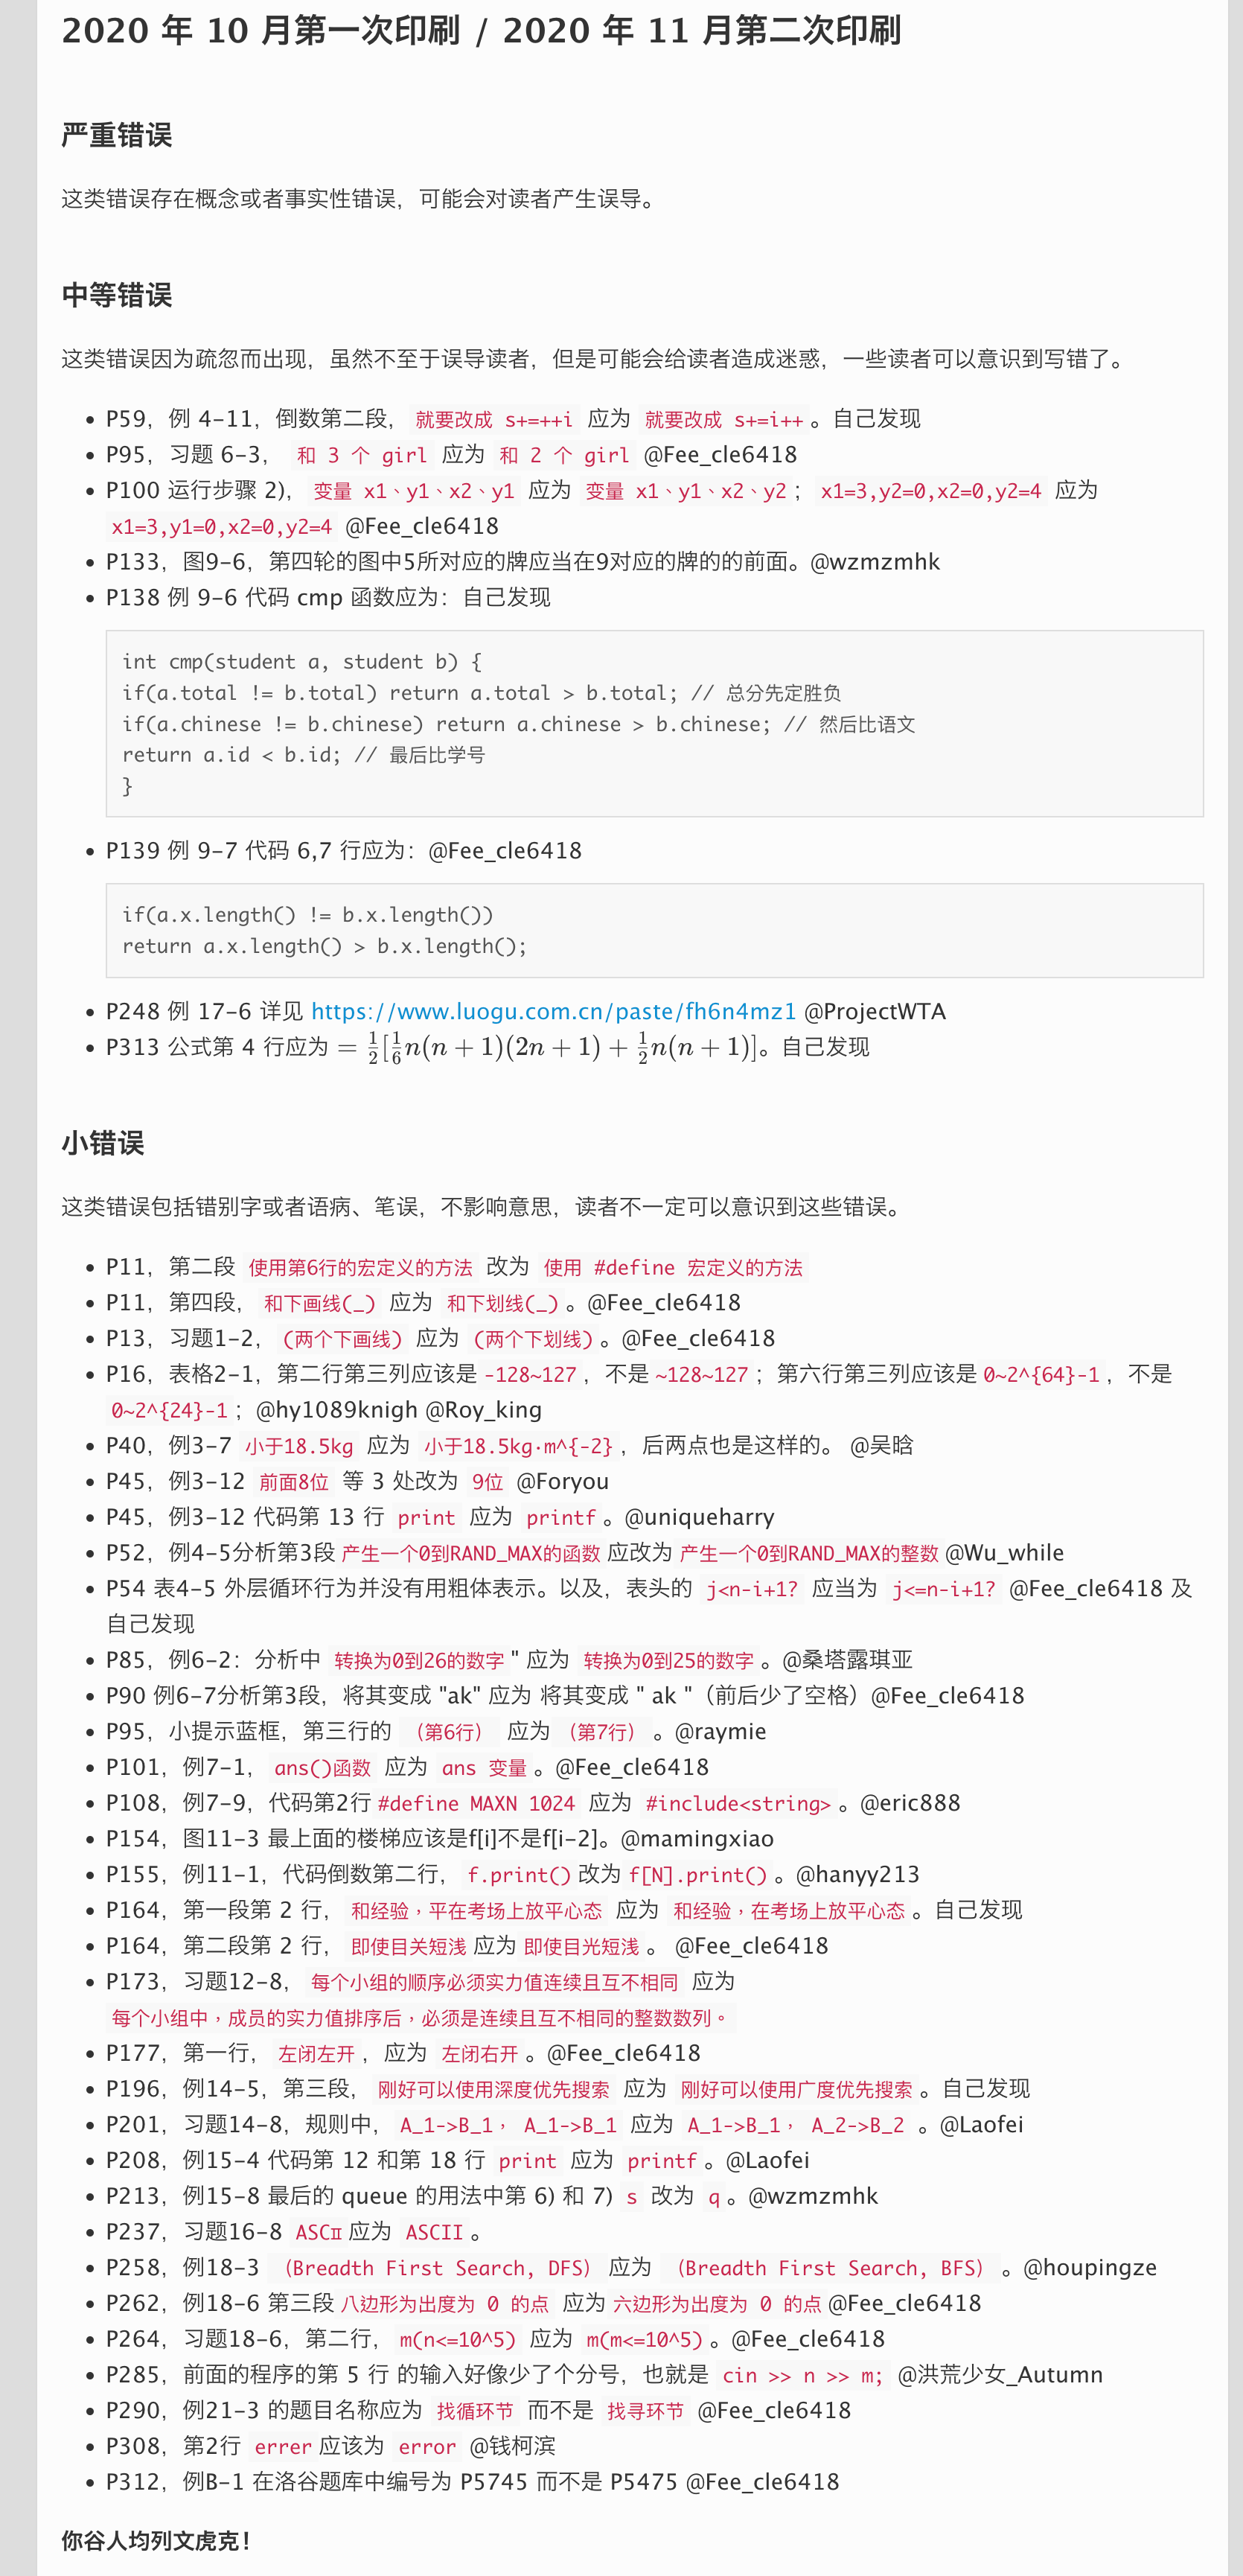 2020 年 10 月第一次印刷 / 2020 年 11 月第二次印刷
严重错误
这类错误存在概念或者事实性错误，可能会对读者产生误导。
中等错误
这类错误因为疏忽而出现，虽然不至于误导读者，但是可能会给读者造成迷惑，一些读者可以意识到写错了。
• P59，例 4-11，倒数第二段， 就要改成 s+=++i 应为 就要改成 s+=i++ 。自己发现
• P95，习题 6-3， 和 3 个 girl 应为 和 2 个 girl @Fee_cle6418
• P100 运行步骤 2)， 变量 x1、y1、x2、y1 应为 变量 x1、y1、x2、y2 ； x1=3,y2=0,x2=0,y2=4 应为
x1=3,y1=0,x2=0,y2=4 @Fee_cle6418
• P133，图9-6，第四轮的图中5所对应的牌应当在9对应的牌的的前面。@wzmzmhk
• P138 例 9-6 代码 cmp 函数应为：自己发现
int cmp(student a, student b) {
if(a.total != b.total) return a.total > b.total; // 总分先定胜负
if(a.chinese != b.chinese) return a.chinese > b.chinese; // 然后比语文
return a.id < b.id; // 最后比学号
}
• P139 例 9-7 代码 6,7 行应为：@Fee_cle6418
if(a.x.length() != b.x.length())
return a.x.length() > b.x.length();
• P248 例 17-6 详见 https://www.luogu.com.cn/paste/fh6n4mz1 @ProjectWTA
• P313 公式第 4 行应为 = 1/2[1/6n(n + 1)(2n + 1) + 1/2n(n + 1)]。自己发现
小错误
这类错误包括错别字或者语病、笔误，不影响意思，读者不一定可以意识到这些错误。
• P11，第二段 使用第6行的宏定义的方法 改为 使用 #define 宏定义的方法
• P11，第四段， 和下画线(_) 应为 和下划线(_) 。@Fee_cle6418
• P13，习题1-2， (两个下画线) 应为 (两个下划线) 。@Fee_cle6418
• P16，表格2-1，第二行第三列应该是 -128~127 ，不是 ~128~127 ；第六行第三列应该是 0~2^{64}-1 ，不是
0~2^{24}-1 ；@hy1089knigh @Roy_king
• P40，例3-7 小于18.5kg 应为 小于18.5kg·m^{-2} ，后两点也是这样的。 @吴晗
• P45，例3-12 前面8位 等 3 处改为 9位 @Foryou
• P45，例3-12 代码第 13 行 print 应为 printf 。@uniqueharry
• P52，例4-5分析第3段 产生一个0到RAND_MAX的函数 应改为 产生一个0到RAND_MAX的整数 @Wu_while
• P54 表4-5 外层循环行为并没有用粗体表示。以及，表头的 j<n-i+1? 应当为 j<=n-i+1? @Fee_cle6418 及
自己发现
• P85，例6-2：分析中 转换为0到26的数字 " 应为 转换为0到25的数字 。@桑塔露琪亚
• P90 例6-7分析第3段，将其变成 "ak" 应为 将其变成 " ak "（前后少了空格）@Fee_cle6418
• P95，小提示蓝框，第三行的 （第6行） 应为 （第7行） 。@raymie
• P101，例7-1， ans()函数 应为 ans 变量 。@Fee_cle6418
• P108，例7-9，代码第2行 #define MAXN 1024 应为 #include<string> 。@eric888
• P154，图11-3 最上面的楼梯应该是f[i]不是f[i-2]。@mamingxiao
• P155，例11-1，代码倒数第二行， f.print() 改为 f[N].print() 。@hanyy213
• P164，第一段第 2 行， 和经验，平在考场上放平心态 应为 和经验，在考场上放平心态 。自己发现
• P164，第二段第 2 行， 即使目关短浅 应为 即使目光短浅 。 @Fee_cle6418
• P173，习题12-8， 每个小组的顺序必须实力值连续且互不相同 应为
每个小组中，成员的实力值排序后，必须是连续且互不相同的整数数列。
• P177，第一行， 左闭左开 ，应为 左闭右开 。@Fee_cle6418
• P196，例14-5，第三段， 刚好可以使用深度优先搜索 应为 刚好可以使用广度优先搜索 。自己发现
• P201，习题14-8，规则中， A_1->B_1， A_1->B_1 应为 A_1->B_1， A_2->B_2 。@Laofei
• P208，例15-4 代码第 12 和第 18 行 print 应为 printf 。@Laofei
• P213，例15-8 最后的 queue 的用法中第 6) 和 7) s 改为 q 。@wzmzmhk
• P237，习题16-8 ASCⅡ 应为 ASCII 。
• P258，例18-3 （Breadth First Search, DFS） 应为 （Breadth First Search, BFS） 。@houpingze
• P262，例18-6 第三段 八边形为出度为 0 的点 应为 六边形为出度为 0 的点 @Fee_cle6418
• P264，习题18-6，第二行， m(n<=10^5) 应为 m(m<=10^5) 。@Fee_cle6418
• P285，前面的程序的第 5 行 的输入好像少了个分号，也就是 cin >> n >> m; @洪荒少女_Autumn
• P290，例21-3 的题目名称应为 找循环节 而不是 找寻环节 @Fee_cle6418
• P308，第2行 errer 应该为 error @钱柯滨
• P312，例B-1 在洛谷题库中编号为 P5745 而不是 P5475 @Fee_cle6418
你谷人均列文虎克！